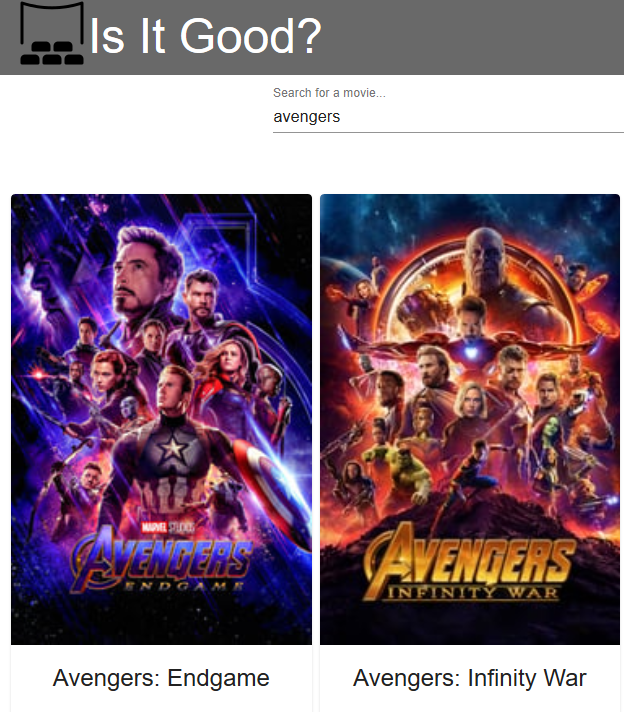 Is It Good?
Search for a movie...
avengers
MARVEL STUDIOS
AVENGERS
ENDGAME
AVENGERS
INFINITY WAR
Avengers: Endgame
Avengers: Infinity War